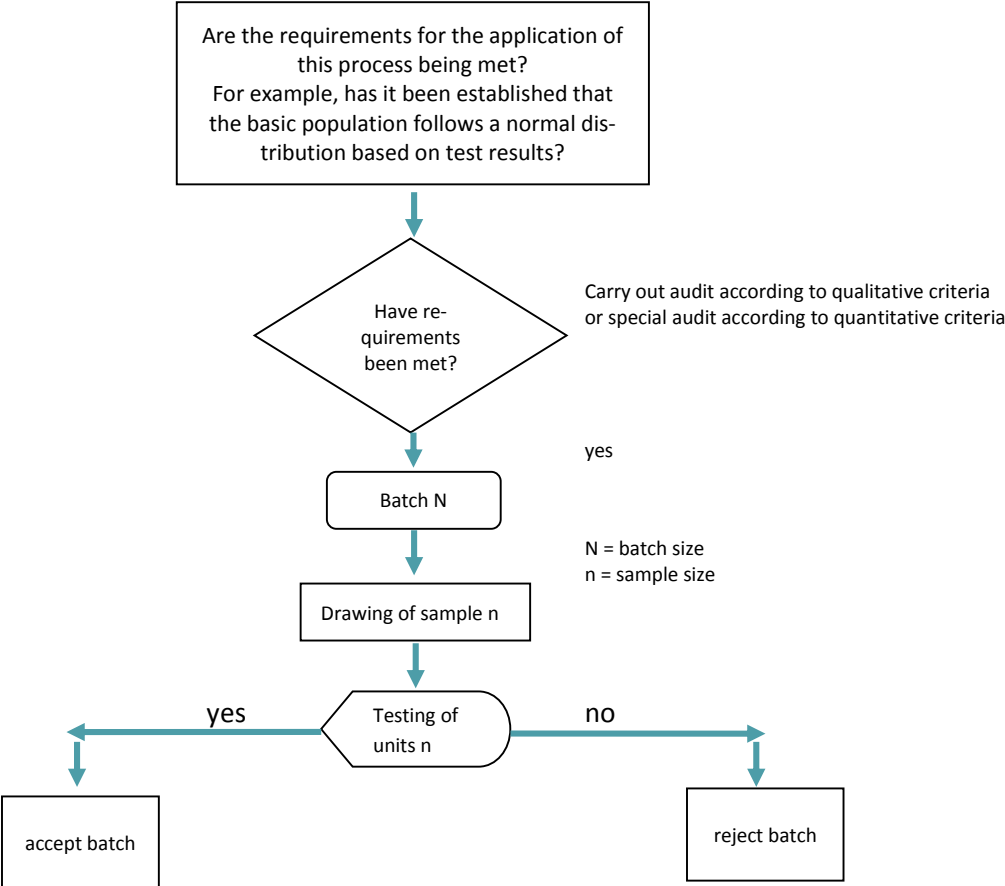 Are the requirements for the application of
this process being met?
For example, has it been established that
the basic population follows a normal dis-
tribution based on test results?
Have re-
quirements
been met?
Carry out audit according to qualitative criteria
or special audit according to quantitative criteria
yes
Batch N
N = batch size
n = sample size
Drawing of sample n
yes
Testing of
units n
no
accept batch
reject batch